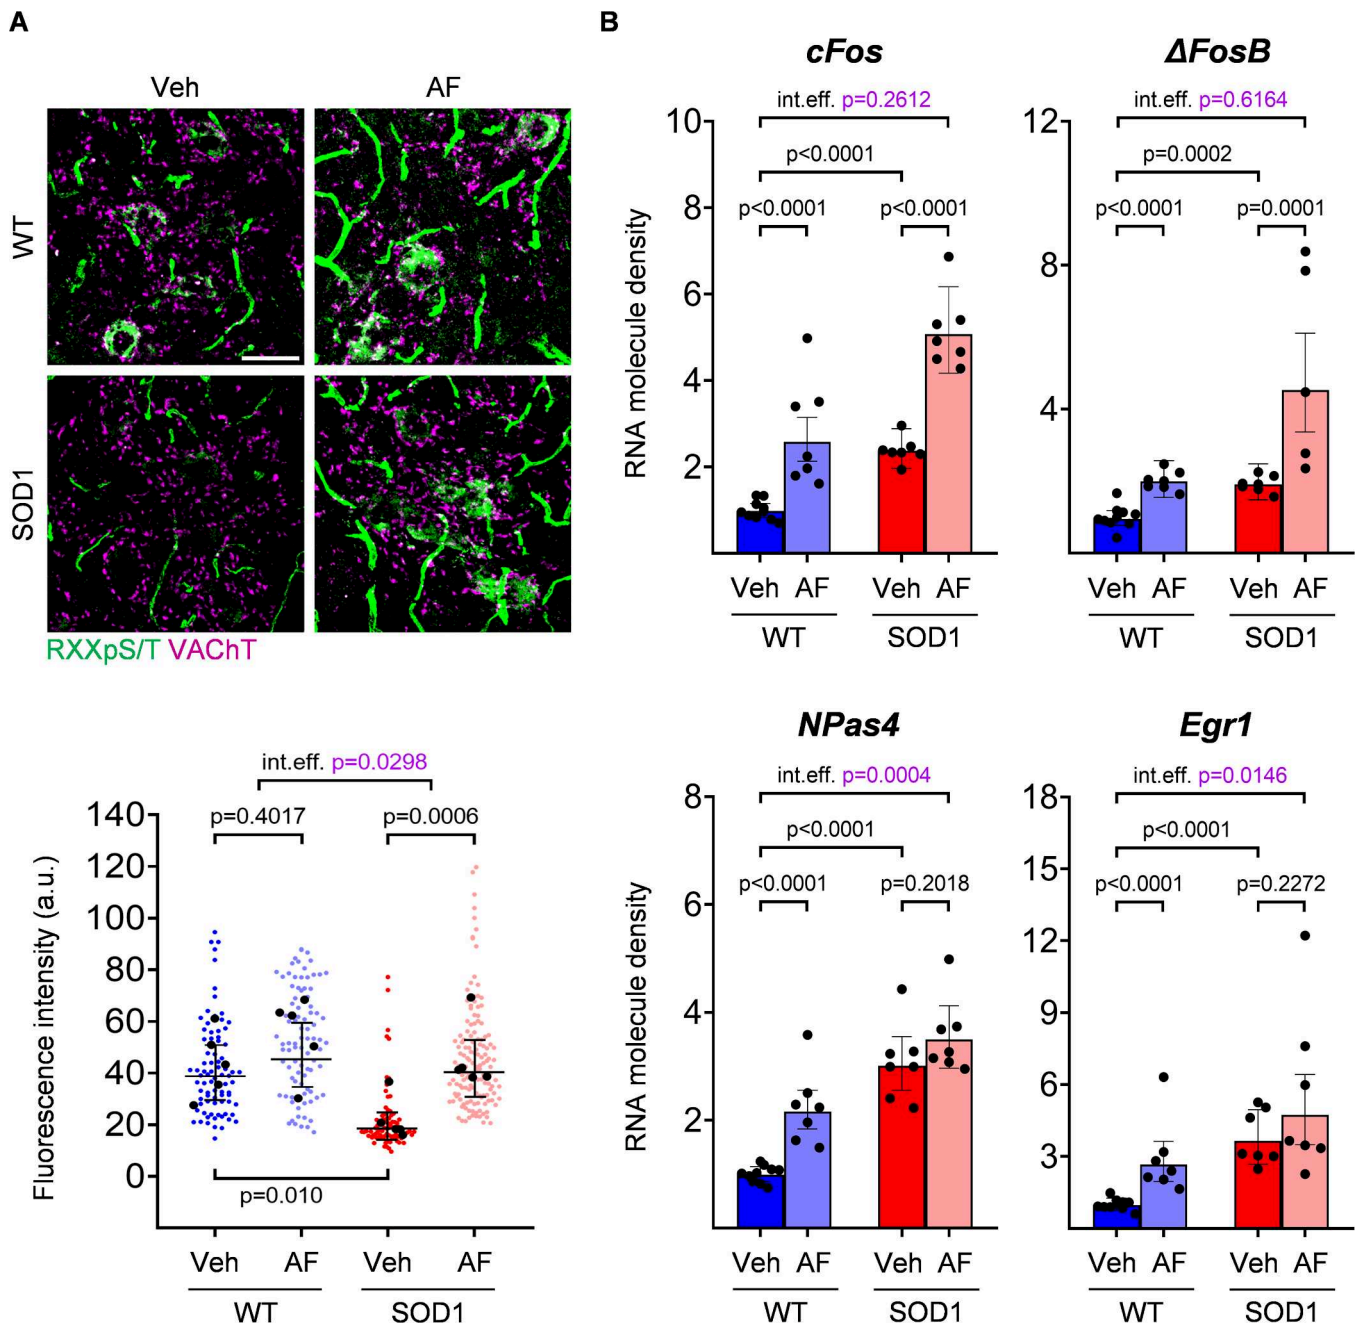 A
Veh AF
WT
SOD1
RXXpS/T VAChT
int.eff. p=0.0298
p=0.4017 p=0.0006
Fluorescence intensity (a.u.)
140
120
100
80
60
40
20
0
p=0.010
Veh AF Veh AF
WT SOD1
B
cFos
int.eff. p=0.2612
p<0.0001
p<0.0001 p<0.0001
RNA molecule density
10
8
6
4
2
Veh AF Veh AF
WT SOD1
ΔFosB
int.eff. p=0.6164
p=0.0002
p<0.0001 p=0.0001
12
8
4
Veh AF Veh AF
WT SOD1
NPas4
int.eff. p=0.0004
p<0.0001
p<0.0001 p=0.2018
RNA molecule density
8
6
4
2
Veh AF Veh AF
WT SOD1
Egr1
int.eff. p=0.0146
p<0.0001
p<0.0001 p=0.2272
18
15
12
9
6
3
Veh AF Veh AF
WT SOD1